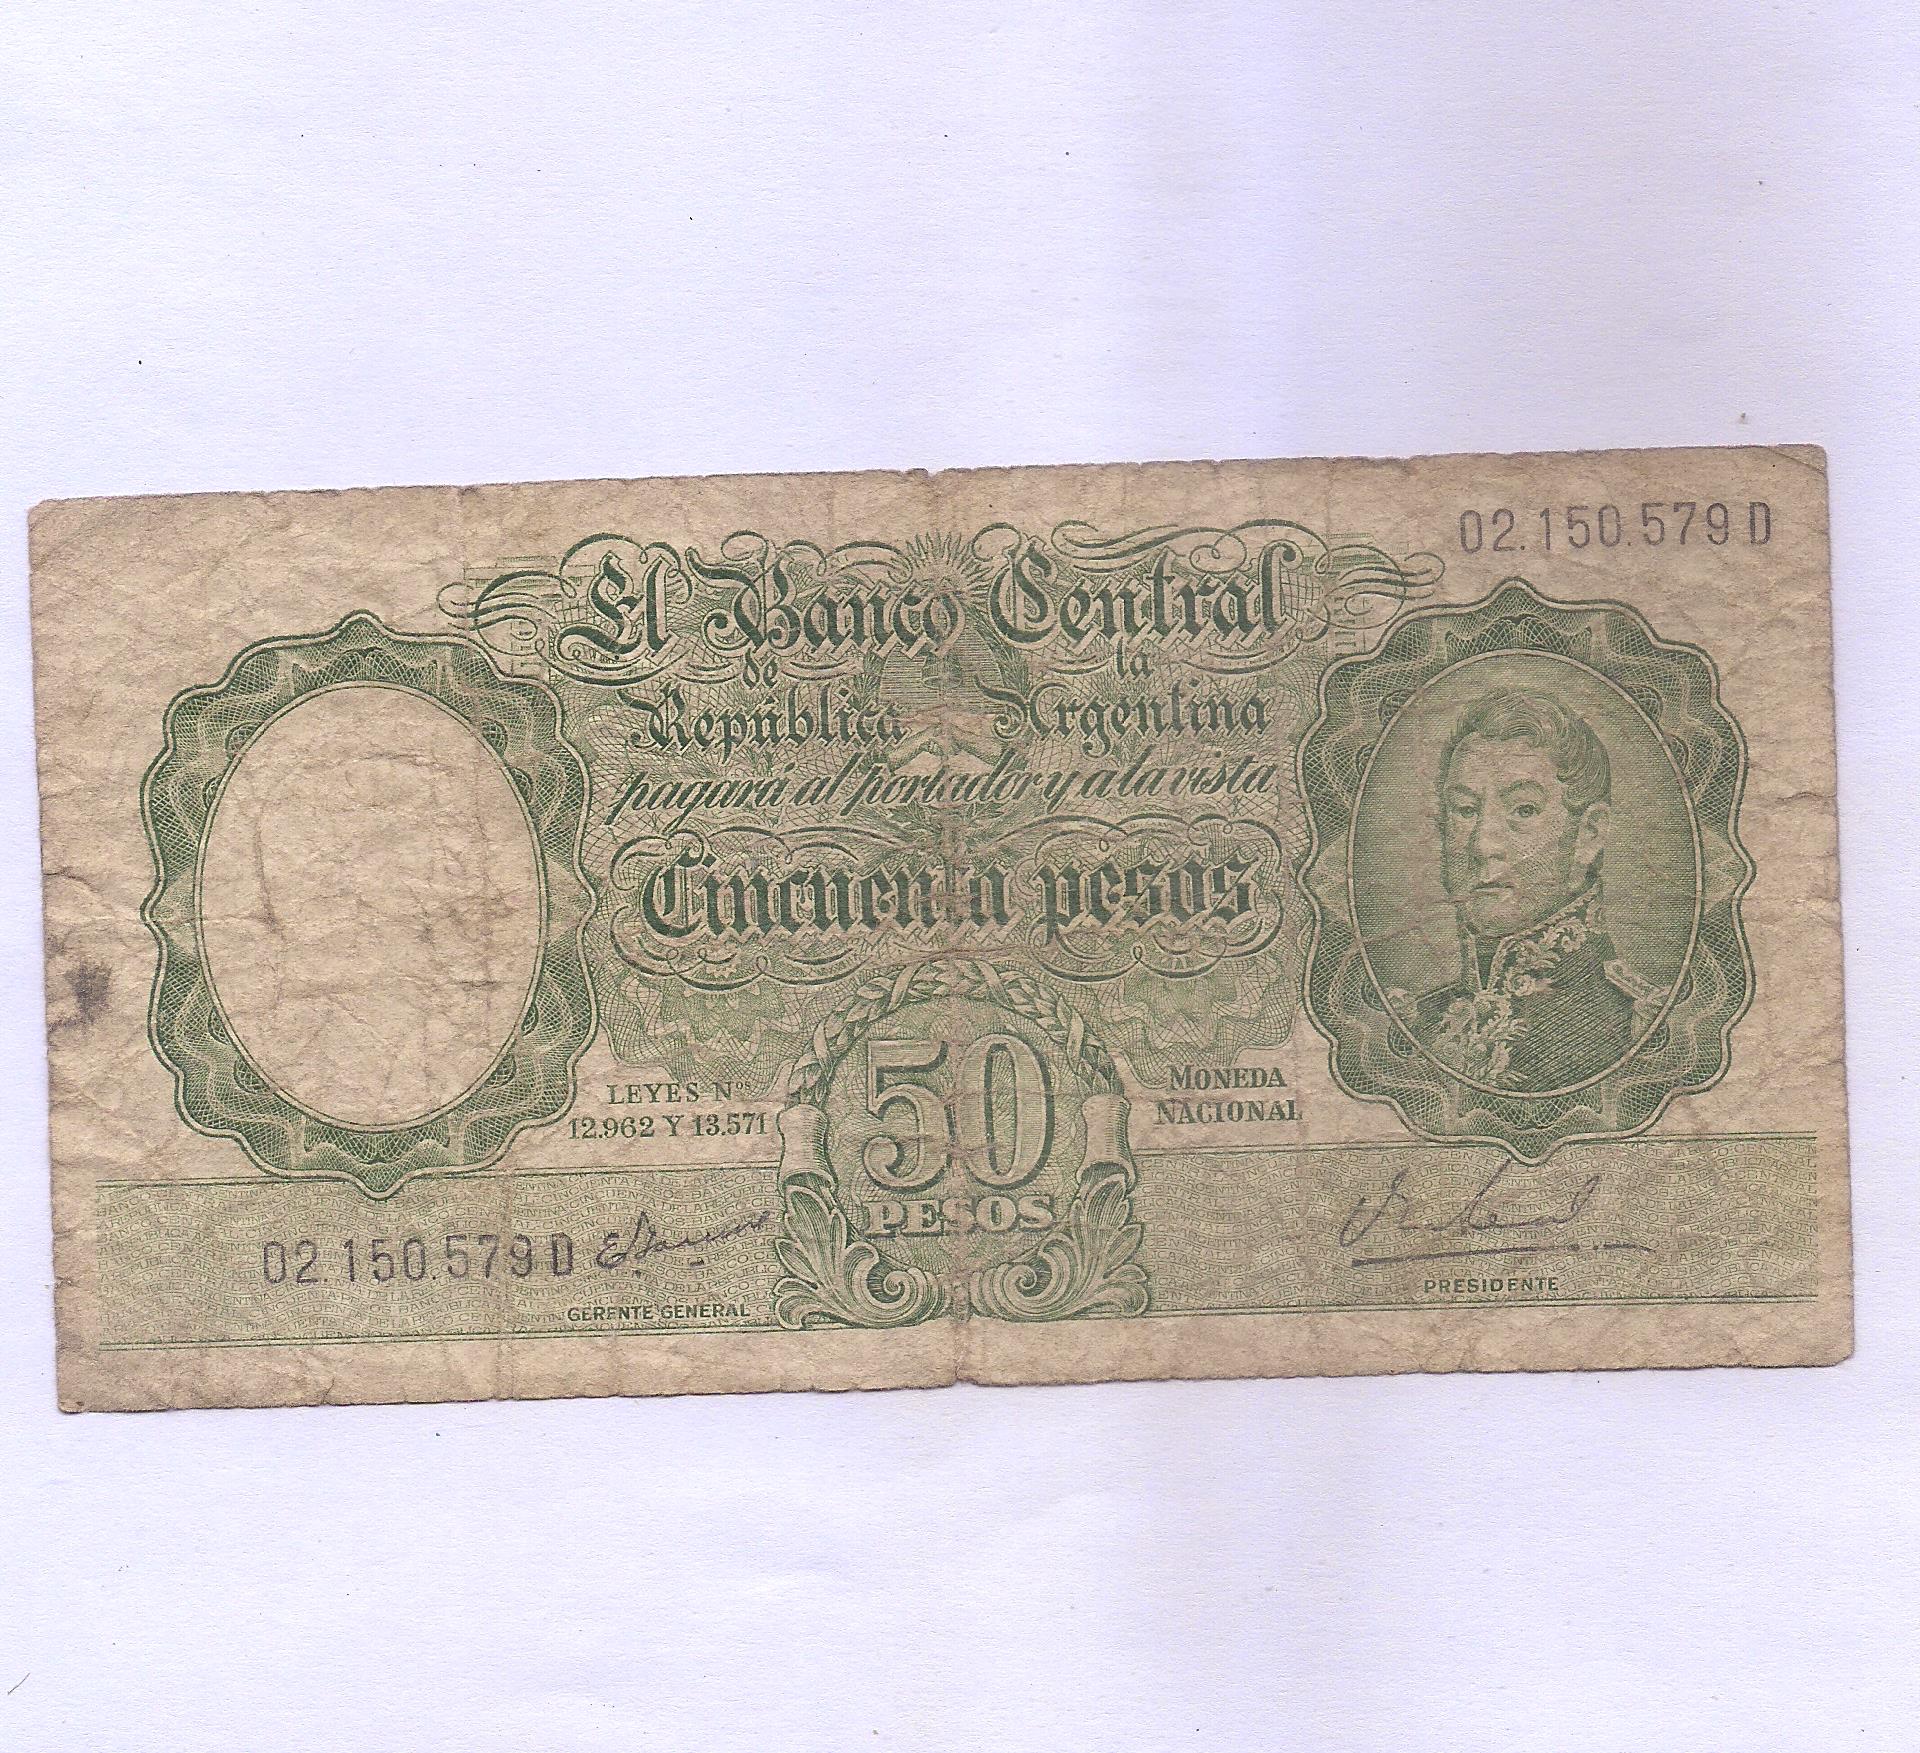 02.150.579 D
El Banco Central
de la
República Argentina
pagará al portador y a la vista
Cincuenta pesos
LEYES Nos
12.962 Y 13.571
MONEDA
NACIONAL
50
PESOS
02.150.579 D
GERENTE GENERAL
PRESIDENTE